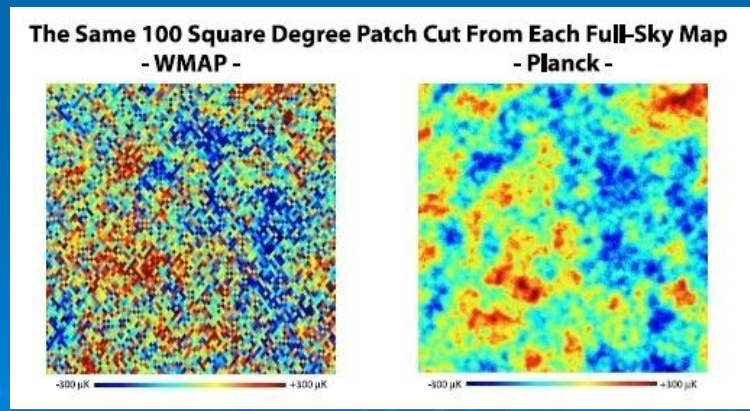 The Same 100 Square Degree Patch Cut From Each Full-Sky Map
- WMAP -
- Planck -
-300 μK
+300 μK
-300 μK
+300 μK